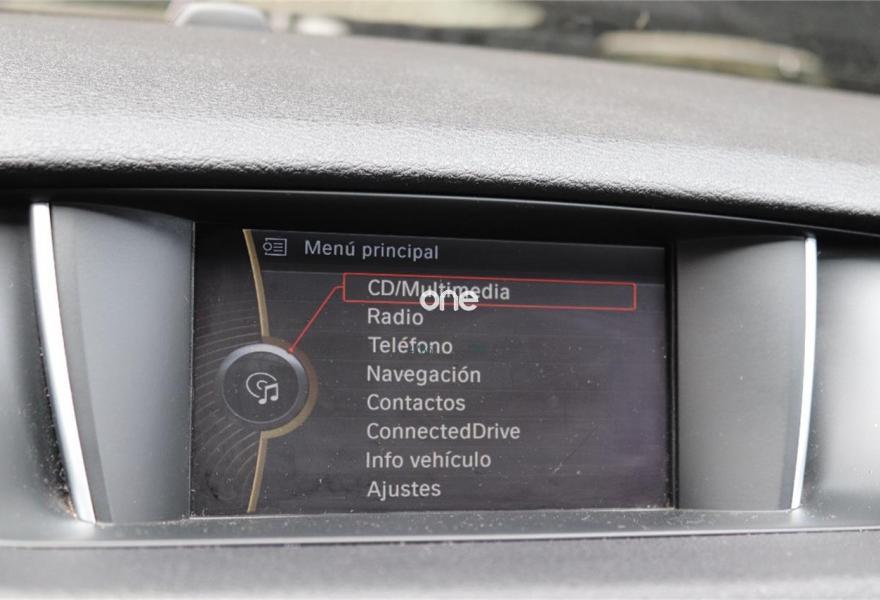 Menú principal
CD/Multimedia
one
Radio
Teléfono
Navegación
Contactos
ConnectedDrive
Info vehículo
Ajustes